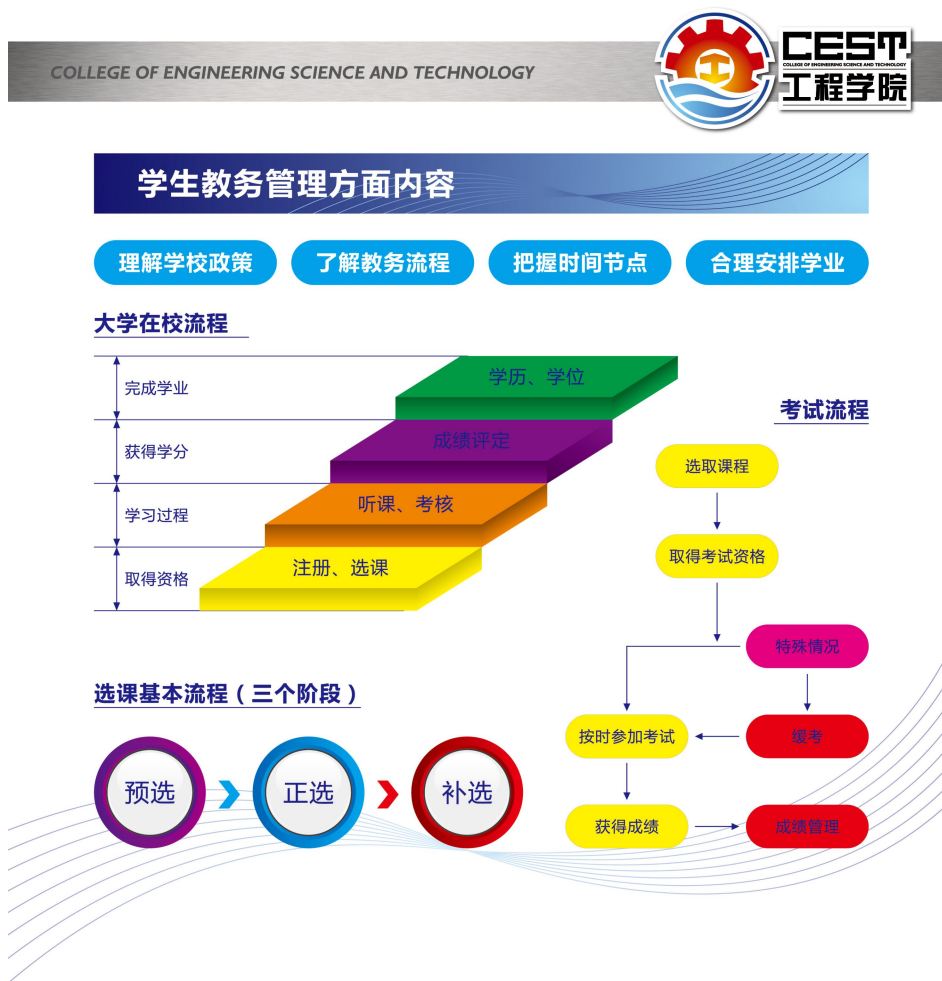 COLLEGE OF ENGINEERING SCIENCE AND TECHNOLOGY
CEST
COLLEGE OF ENGINEERING SCIENCE AND TECHNOLOGY
工程学院
学生教务管理方面内容
理解学校政策
了解教务流程
把握时间节点
合理安排学业
大学在校流程
完成学业
学历、学位
获得学分
成绩评定
学习过程
听课、考核
取得资格
注册、选课
考试流程
选取课程
取得考试资格
特殊情况
按时参加考试
缓考
获得成绩
成绩管理
选课基本流程（三个阶段）
预选
正选
补选